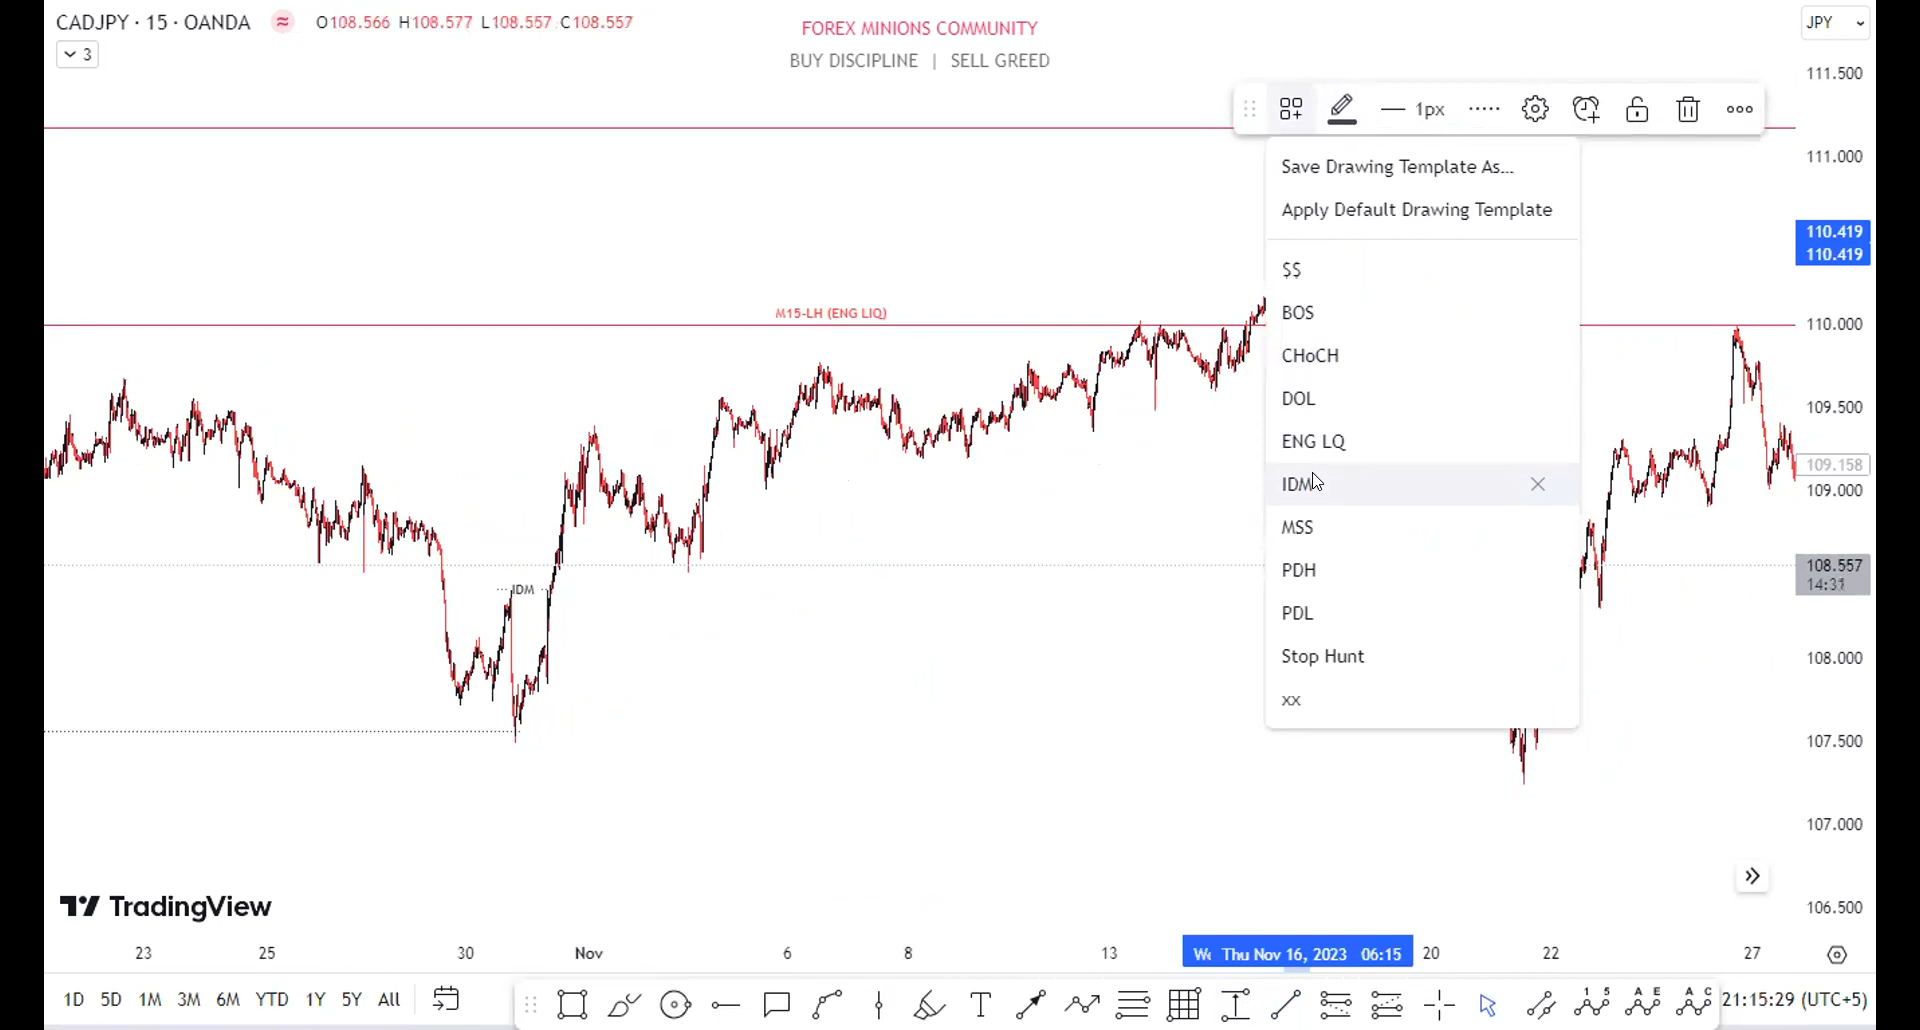 CADJPY · 15 · OANDA
O108.566 H108.577 L108.557 C108.557
3
FOREX MINIONS COMMUNITY
BUY DISCIPLINE | SELL GREED
JPY
1px
Save Drawing Template As...
Apply Default Drawing Template
$$
BOS
CHoCH
DOL
ENG LQ
IDM
MSS
PDH
PDL
Stop Hunt
xx
M15-LH (ENG LIQ)
IDM
111.500
111.000
110.419
110.419
110.000
109.500
109.158
109.000
108.557
14:31
108.000
107.500
107.000
106.500
TradingView
23 25 30 Nov 6 8 13 Thu Nov 16, 2023 06:15 20 22 27
1D 5D 1M 3M 6M YTD 1Y 5Y All
T
1 5
A E
A C
21:15:29 (UTC+5)